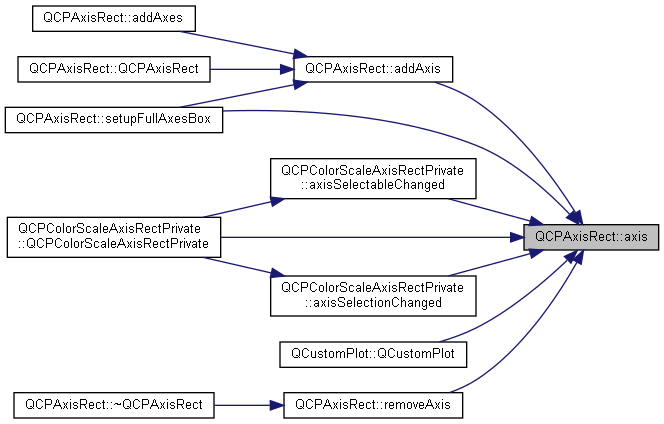 QCPAxisRect::addAxes
QCPAxisRect::QCPAxisRect
QCPAxisRect::addAxis
QCPAxisRect::setupFullAxesBox
QCPColorScaleAxisRectPrivate
::axisSelectableChanged
QCPColorScaleAxisRectPrivate
::QCPColorScaleAxisRectPrivate
QCPAxisRect::axis
QCPColorScaleAxisRectPrivate
::axisSelectionChanged
QCustomPlot::QCustomPlot
QCPAxisRect::~QCPAxisRect
QCPAxisRect::removeAxis